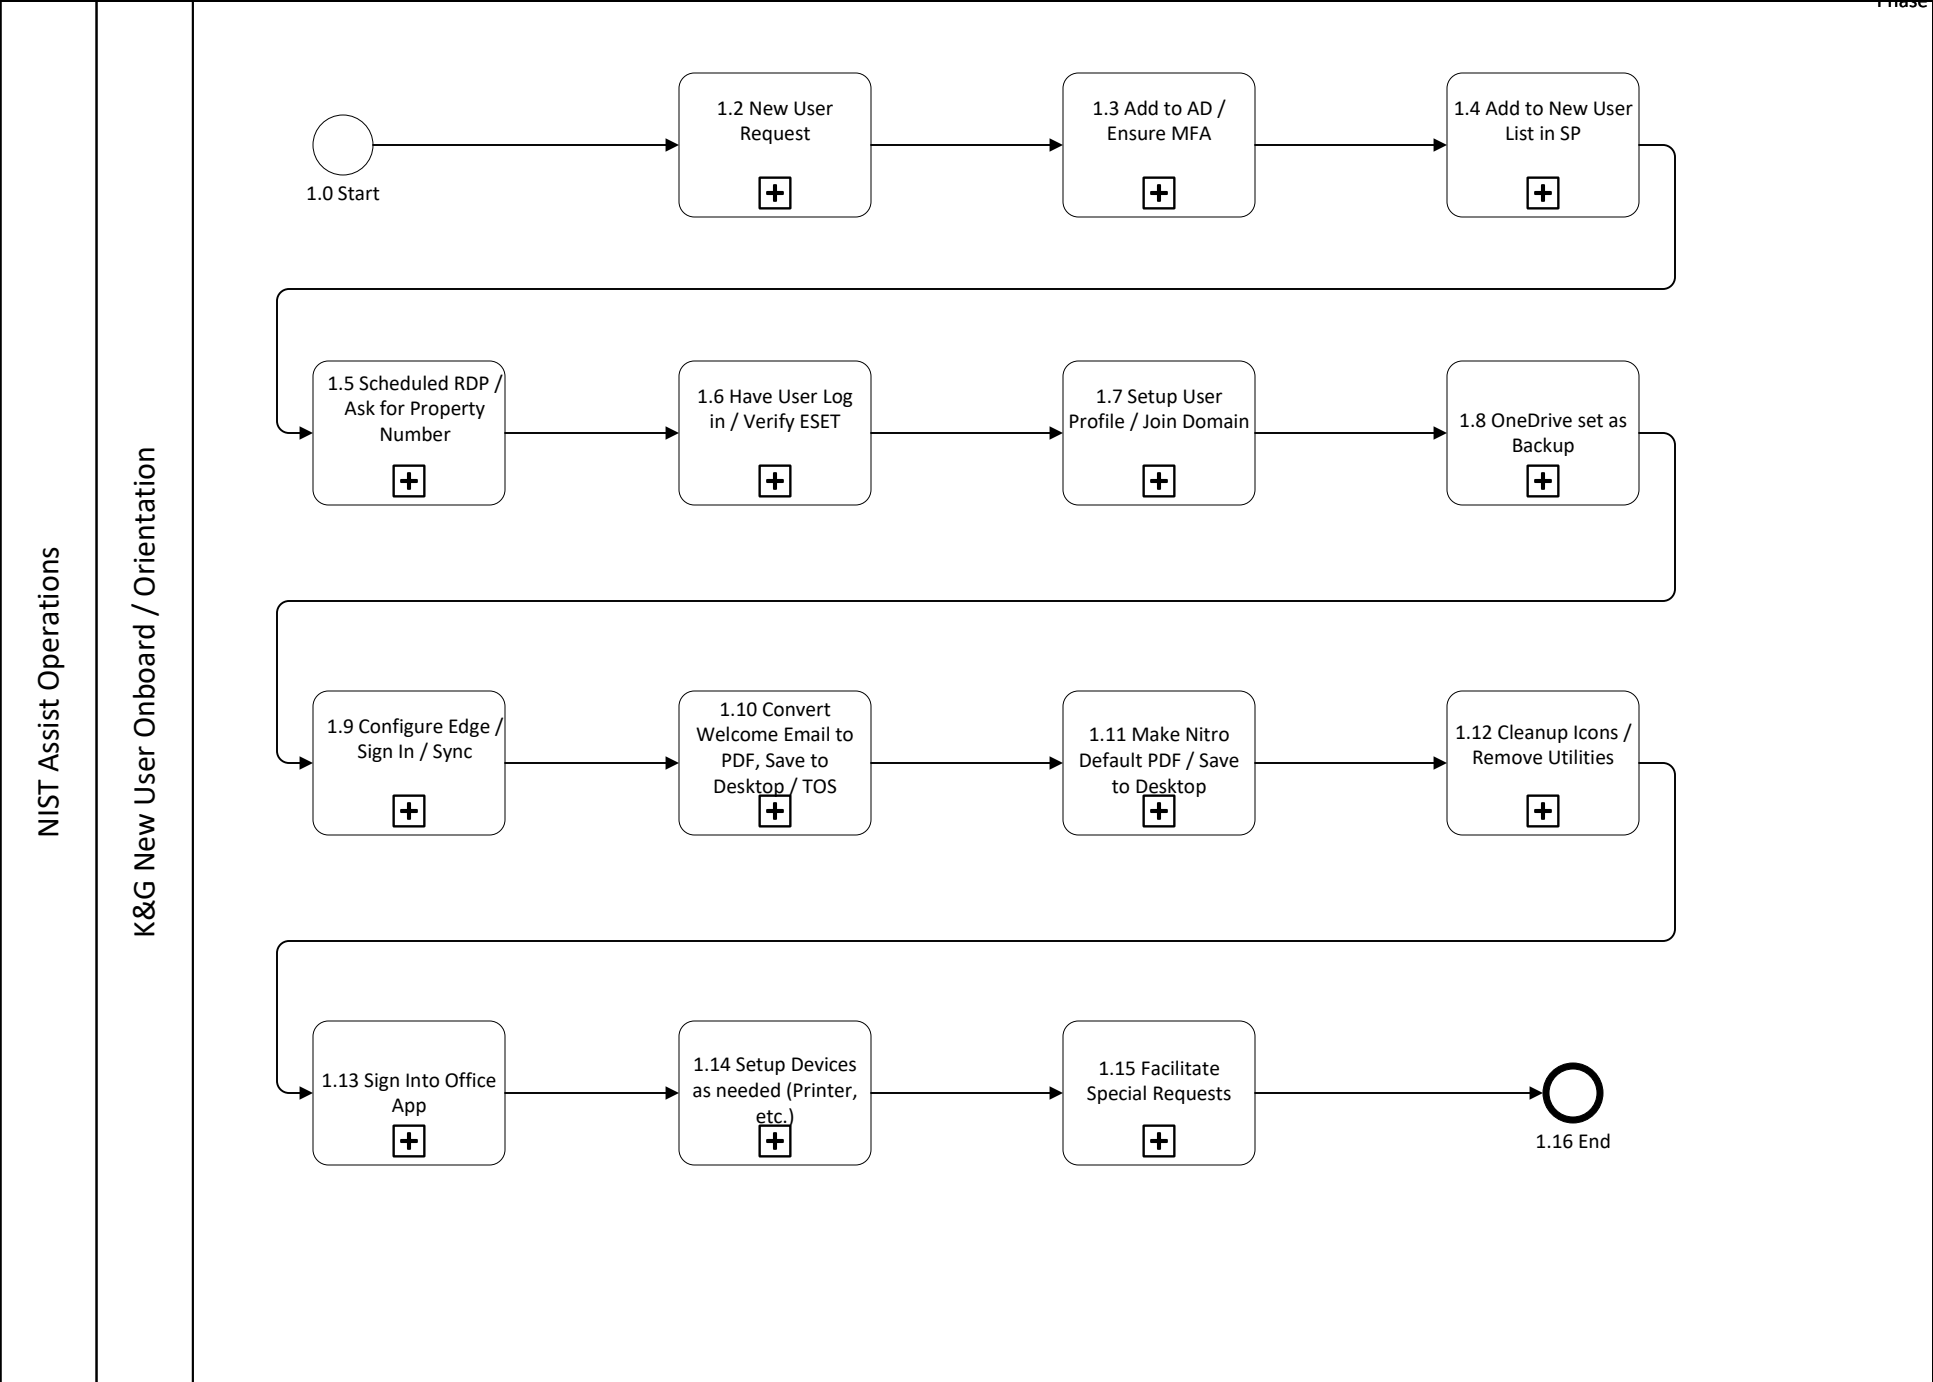 Phase
NIST Assist Operations
K&G New User Onboard / Orientation
1.0 Start
1.2 New User
Request
1.3 Add to AD /
Ensure MFA
1.4 Add to New User
List in SP
1.5 Scheduled RDP /
Ask for Property
Number
1.6 Have User Log
in / Verify ESET
1.7 Setup User
Profile / Join Domain
1.8 OneDrive set as
Backup
1.9 Configure Edge /
Sign In / Sync
1.10 Convert
Welcome Email to
PDF, Save to
Desktop / TOS
1.11 Make Nitro
Default PDF / Save
to Desktop
1.12 Cleanup Icons /
Remove Utilities
1.13 Sign Into Office
App
1.14 Setup Devices
as needed (Printer,
etc.)
1.15 Facilitate
Special Requests
1.16 End